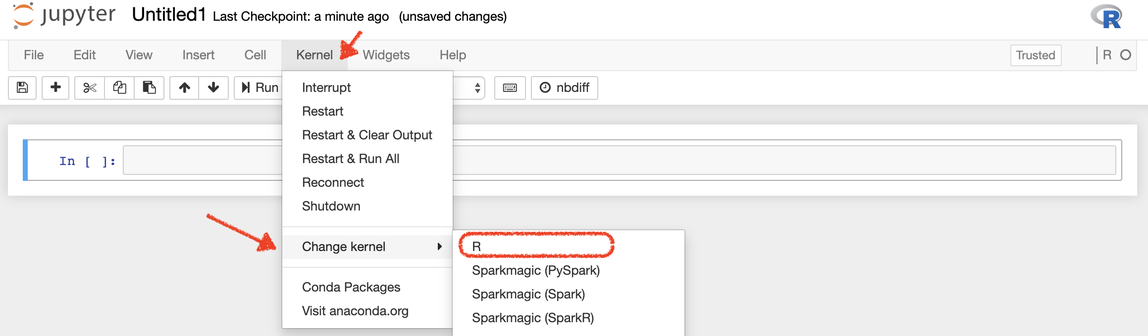 jupyter Untitled1 Last Checkpoint: a minute ago (unsaved changes) R
File Edit View Insert Cell Kernel Widgets Help Trusted R
Run nbdiff
Interrupt
Restart
Restart & Clear Output
In [ ]: Restart & Run All
Reconnect
Shutdown
Change kernel R
Sparkmagic (PySpark)
Conda Packages Sparkmagic (Spark)
Visit anaconda.org Sparkmagic (SparkR)